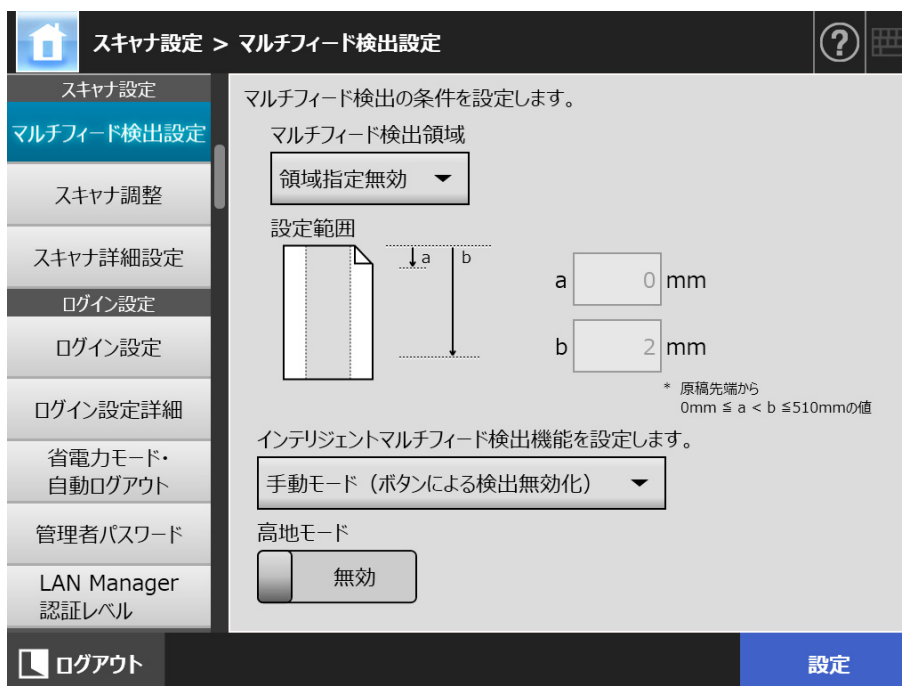 スキャナ設定 > マルチフィード検出設定
?
スキャナ設定
マルチフィード検出設定
スキャナ調整
スキャナ詳細設定
ログイン設定
ログイン設定
ログイン設定詳細
省電力モード・
自動ログアウト
管理者パスワード
LAN Manager
認証レベル
マルチフィード検出の条件を設定します。
マルチフィード検出領域
領域指定無効
設定範囲
a b
a 0 mm
b 2 mm
* 原稿先端から
0mm ≦ a < b ≦510mmの値
インテリジェントマルチフィード検出機能を設定します。
手動モード（ボタンによる検出無効化）
高地モード
無効
ログアウト
設定